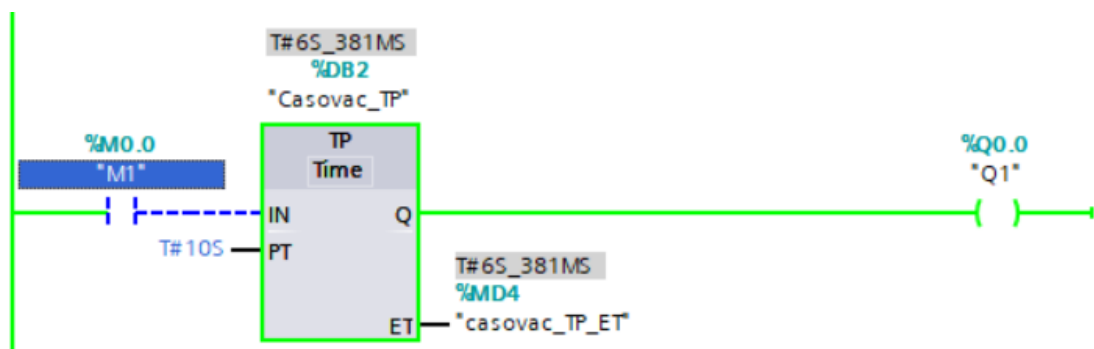 T#6S_381MS
%DB2
"Casovac_TP"
%M0.0
"M1"
TP
Time
%Q0.0
"Q1"
IN
Q
T#10S
PT
T#6S_381MS
%MD4
ET
"casovac_TP_ET"